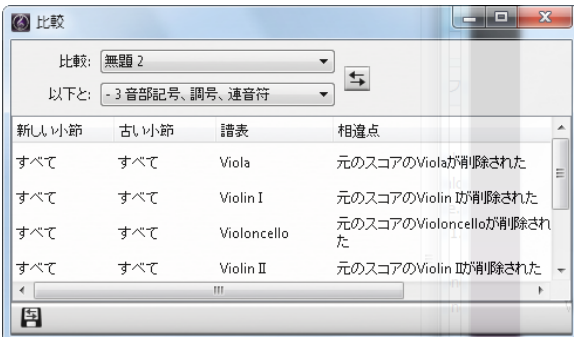 比較
比較: 無題 2
以下と: - 3 音部記号、調号、連音符
新しい小節 古い小節 譜表 相違点
すべて すべて Viola 元のスコアのViolaが削除された
すべて すべて Violin I 元のスコアのViolin Iが削除された
すべて すべて Violoncello 元のスコアのVioloncelloが削除され
た
すべて すべて Violin II 元のスコアのViolin IIが削除された